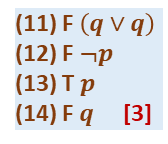 (11) F (q ∨ q)
(12) F ¬p
(13) T p
(14) F q [3]